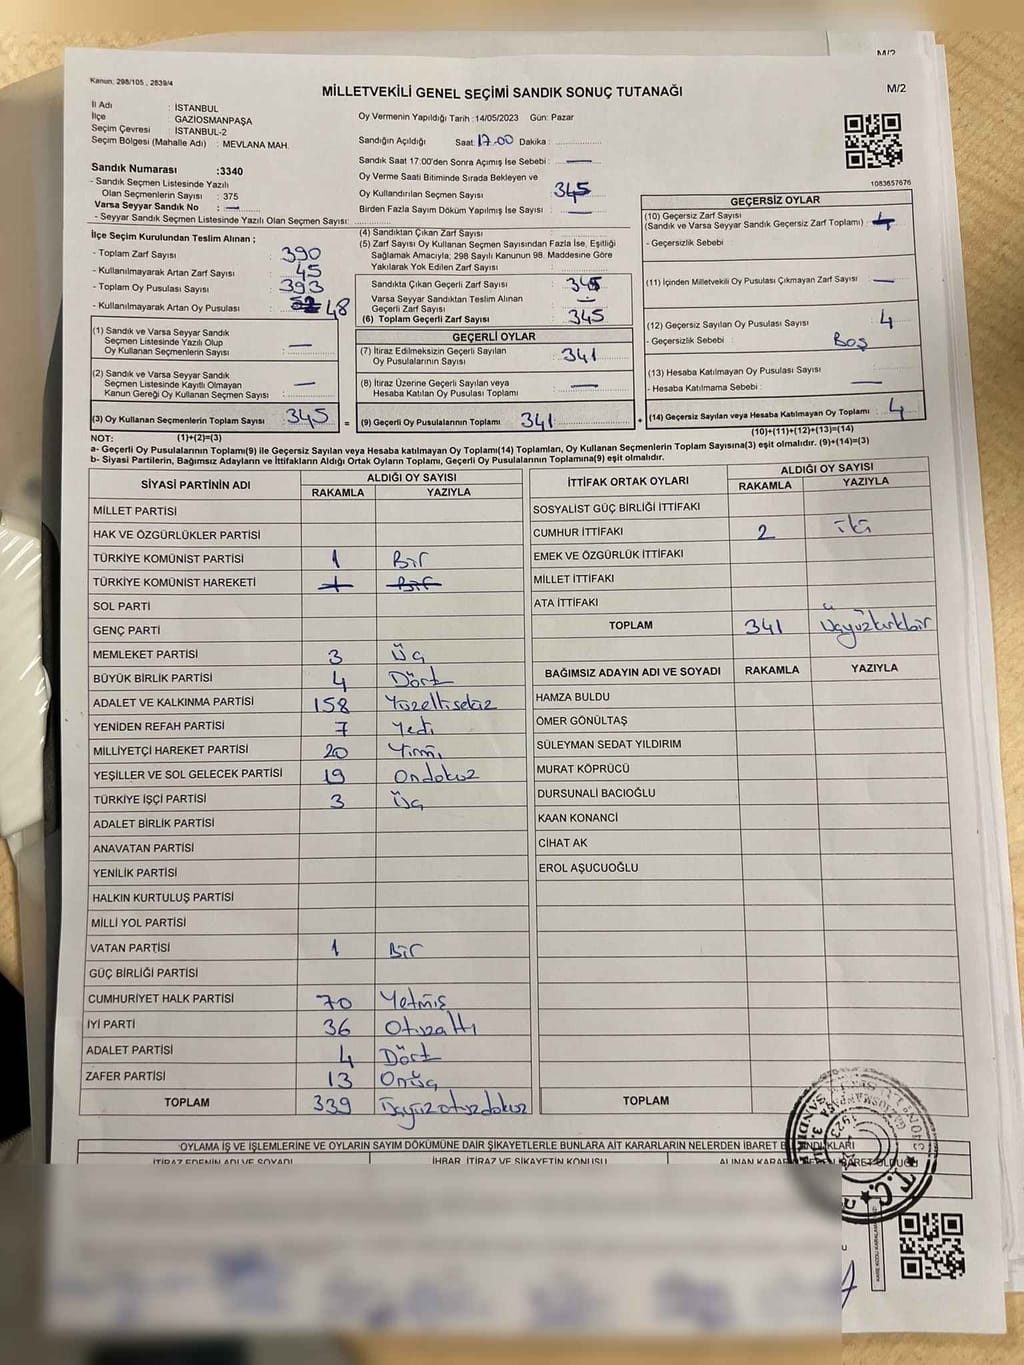 M/2
Kanun: 298/105 , 2839/4
MİLLETVEKİLİ GENEL SEÇİMİ SANDIK SONUÇ TUTANAĞI
M/2
İl Adı : İSTANBUL
İlçe : GAZİOSMANPAŞA
Seçim Çevresi : İSTANBUL-2
Seçim Bölgesi (Mahalle Adı) : MEVLANA MAH.
Oy Vermenin Yapıldığı Tarih :14/05/2023 Gün: Pazar
Sandığın Açıldığı Saat: 17.00 Dakika :
Sandık Saat 17:00'den Sonra Açımış İse Sebebi : —
Oy Verme Saati Bitiminde Sırada Bekleyen ve
Oy Kullandırılan Seçmen Sayısı 345
Birden Fazla Sayım Döküm Yapılmış İse Sayısı : —
1083657676
Sandık Numarası :3340
- Sandık Seçmen Listesinde Yazılı
Olan Seçmenlerin Sayısı : 375
Varsa Seyyar Sandık No : —
- Seyyar Sandık Seçmen Listesinde Yazılı Olan Seçmen Sayısı:
İlçe Seçim Kurulundan Teslim Alınan ;
- Toplam Zarf Sayısı : 390
- Kullanılmayarak Artan Zarf Sayısı : 45
- Toplam Oy Pusulası Sayısı : 393
- Kullanılmayarak Artan Oy Pusulası : 48
(1) Sandık ve Varsa Seyyar Sandık
Seçmen Listesinde Yazılı Olup
Oy Kullanan Seçmenlerin Sayısı : —
(2) Sandık ve Varsa Seyyar Sandık
Seçmen Listesinde Kayıtlı Olmayan
Kanun Gereği Oy Kullanan Seçmen Sayısı : —
(3) Oy Kullanan Seçmenlerin Toplam Sayısı : 345
(4) Sandıktan Çıkan Zarf Sayısı :
(5) Zarf Sayısı Oy Kullanan Seçmen Sayısından Fazla İse, Eşitliği
Sağlamak Amacıyla; 298 Sayılı Kanunun 98. Maddesine Göre
Yakılarak Yok Edilen Zarf Sayısı :
Sandıkta Çıkan Geçerli Zarf Sayısı : 345
Varsa Seyyar Sandıktan Teslim Alınan
Geçerli Zarf Sayısı : —
(6) Toplam Geçerli Zarf Sayısı : 345
GEÇERLİ OYLAR
(7) İtiraz Edilmeksizin Geçerli Sayılan
Oy Pusulalarının Sayısı : 341
(8) İtiraz Üzerine Geçerli Sayılan veya
Hesaba Katılan Oy Pusulası Toplamı : —
= (9) Geçerli Oy Pusulalarının Toplamı : 341
GEÇERSİZ OYLAR
(10) Geçersiz Zarf Sayısı
(Sandık ve Varsa Seyyar Sandık Geçersiz Zarf Toplamı) :
- Geçersizlik Sebebi :
(11) İçinden Milletvekili Oy Pusulası Çıkmayan Zarf Sayısı : —
(12) Geçersiz Sayılan Oy Pusulası Sayısı : 4
- Geçersizlik Sebebi : Boş
(13) Hesaba Katılmayan Oy Pusulası Sayısı :
- Hesaba Katılmama Sebebi : —
+ (14) Geçersiz Sayılan veya Hesaba Katılmayan Oy Toplamı : 4
NOT: (1)+(2)=(3)
(10)+(11)+(12)+(13)=(14)
a- Geçerli Oy Pusulalarının Toplamı(9) ile Geçersiz Sayılan veya Hesaba katılmayan Oy Toplamı(14) Toplamları, Oy Kullanan Seçmenlerin Toplam Sayısına(3) eşit olmalıdır. (9)+(14)=(3)
b- Siyasi Partilerin, Bağımsız Adayların ve İttifakların Aldığı Ortak Oyların Toplamı, Geçerli Oy Pusulalarının Toplamına(9) eşit olmalıdır.
SİYASİ PARTİNİN ADI ALDIĞI OY SAYISI
RAKAMLA YAZIYLA
MİLLET PARTİSİ
HAK VE ÖZGÜRLÜKLER PARTİSİ
TÜRKİYE KOMÜNİST PARTİSİ 1 Bir
TÜRKİYE KOMÜNİST HAREKETİ 1 Bir
SOL PARTİ
GENÇ PARTİ
MEMLEKET PARTİSİ 3 Üç
BÜYÜK BİRLİK PARTİSİ 4 Dört
ADALET VE KALKINMA PARTİSİ 158 Yüzellisekiz
YENİDEN REFAH PARTİSİ 7 Yedi
MİLLİYETÇİ HAREKET PARTİSİ 20 Yirmi
YEŞİLLER VE SOL GELECEK PARTİSİ 19 Ondokuz
TÜRKİYE İŞÇİ PARTİSİ 3 Üç
ADALET BİRLİK PARTİSİ
ANAVATAN PARTİSİ
YENİLİK PARTİSİ
HALKIN KURTULUŞ PARTİSİ
MİLLİ YOL PARTİSİ
VATAN PARTİSİ 1 Bir
GÜÇ BİRLİĞİ PARTİSİ
CUMHURİYET HALK PARTİSİ 70 Yetmiş
İYİ PARTİ 36 Otuzaltı
ADALET PARTİSİ 4 Dört
ZAFER PARTİSİ 13 Onüç
TOPLAM 339 Üçyüzotuzdokuz
İTTİFAK ORTAK OYLARI ALDIĞI OY SAYISI
RAKAMLA YAZIYLA
SOSYALİST GÜÇ BİRLİĞİ İTTİFAKI
CUMHUR İTTİFAKI 2 iki
EMEK VE ÖZGÜRLÜK İTTİFAKI
MİLLET İTTİFAKI
ATA İTTİFAKI
TOPLAM 341 Üçyüzkırkbir
BAĞIMSIZ ADAYIN ADI VE SOYADI RAKAMLA YAZIYLA
HAMZA BULDU
ÖMER GÖNÜLTAŞ
SÜLEYMAN SEDAT YILDIRIM
MURAT KÖPRÜCÜ
DURSUNALİ BACIOĞLU
KAAN KONANCİ
CİHAT AK
EROL AŞUCUOĞLU
TOPLAM
OYLAMA İŞ VE İŞLEMLERİNE VE OYLARIN SAYIM DÖKÜMÜNE DAİR ŞİKAYETLERLE BUNLARA AİT KARARLARIN NELERDEN İBARET BULUNDUKLARI
İTİRAZ EDENİN ADI VE SOYADI İHBAR, İTİRAZ VE ŞİKAYETİN KONUSU
T.C.